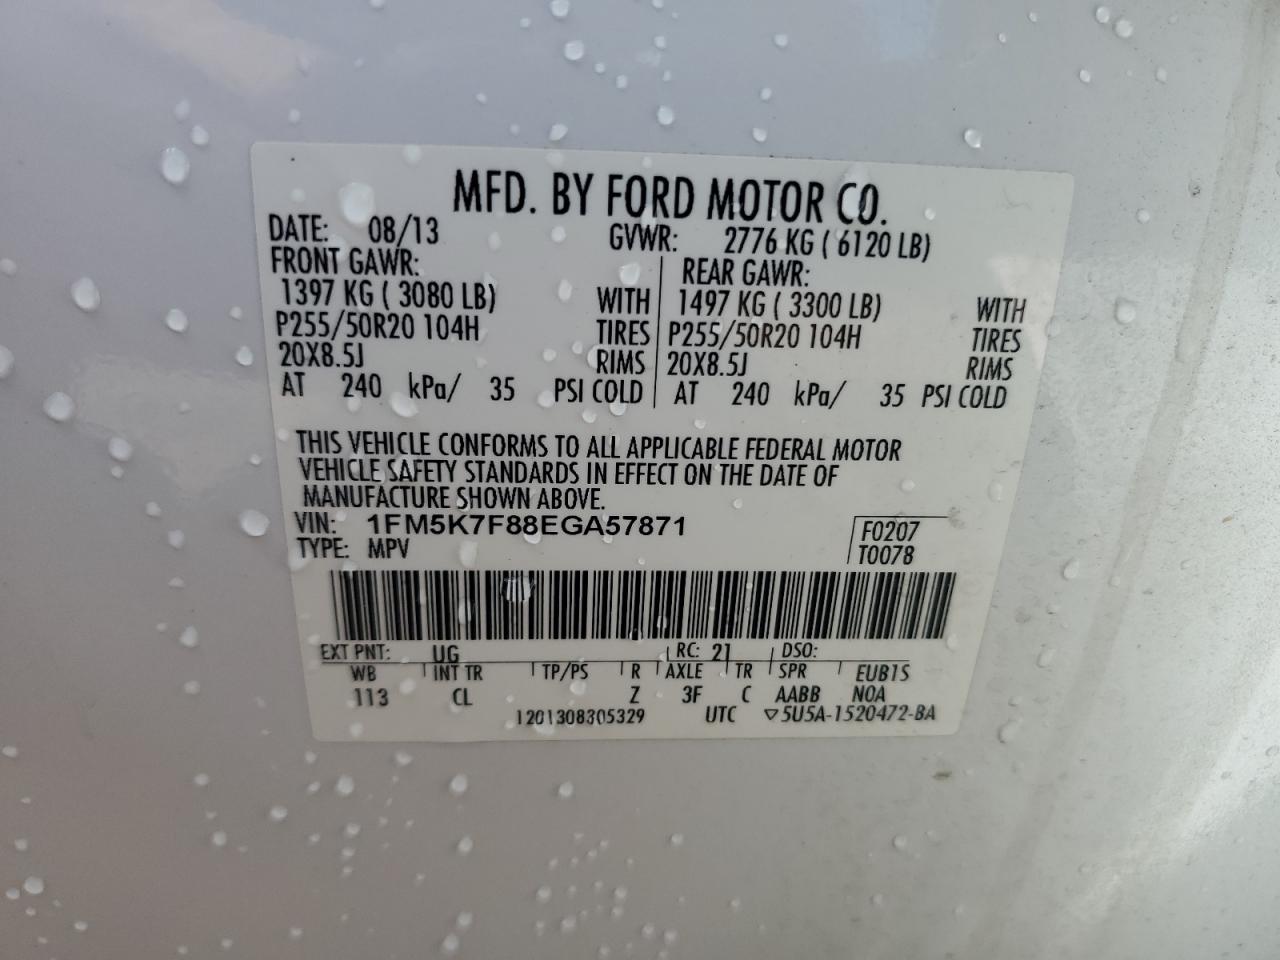 MFD. BY FORD MOTOR CO.
DATE: 08/13 GVWR: 2776 KG ( 6120 LB)
FRONT GAWR: REAR GAWR:
1397 KG ( 3080 LB) WITH 1497 KG ( 3300 LB) WITH
P255/50R20 104H TIRES P255/50R20 104H TIRES
20X8.5J RIMS 20X8.5J RIMS
AT 240 kPa/ 35 PSI COLD AT 240 kPa/ 35 PSI COLD
THIS VEHICLE CONFORMS TO ALL APPLICABLE FEDERAL MOTOR
VEHICLE SAFETY STANDARDS IN EFFECT ON THE DATE OF
MANUFACTURE SHOWN ABOVE.
VIN: 1FM5K7F88EGA57871 F0207
TYPE: MPV T0078
EXT PNT: UG RC: 21 DSO:
WB INT TR TP/PS R AXLE TR SPR EUB1S
113 CL Z 3F C AABB N0A
1201308305329 UTC ▽5U5A-1520472-BA